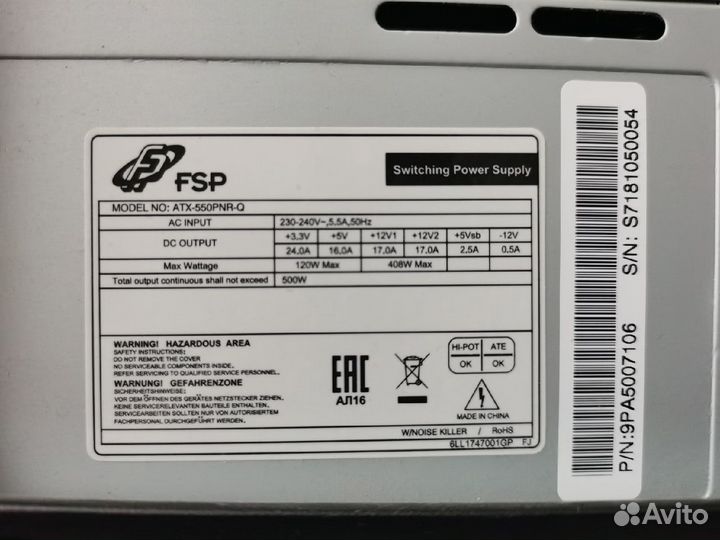 FSP
Switching Power Supply
MODEL NO: ATX-550PNR-Q
AC INPUT 230-240V~,5.5A,50Hz
DC OUTPUT +3.3V +5V +12V1 +12V2 +5Vsb -12V
24.0A 16.0A 17.0A 17.0A 2.5A 0.5A
Max Wattage 120W Max 408W Max
Total output continuous shall not exceed 500W
WARNING! HAZARDOUS AREA
SAFETY INSTRUCTIONS:
DO NOT REMOVE THE COVER
NO SERVICEABLE COMPONENTS INSIDE.
REFER SERVICING TO QUALIFIED SERVICE PERSONNEL.
WARNUNG! GEFAHRENZONE
SICHERHEITSHINWEISE:
VOR DEM ÖFFNEN DES GERÄTES NETZSTECKER ZIEHEN.
KEINE SERVICERELEVANTEN BAUTEILE ENTHALTEN.
SERVICEARBEITEN SOLLTEN NUR VON AUTORISIERTEM
FACHPERSONAL DURCHGEFÜHRT WERDEN.
EAC
АЛ16
HI-POT ATE
OK OK
MADE IN CHINA
W/NOISE KILLER / RoHS
6LL1747001GP FJ
P/N:9PA5007106 S/N: S7181050054
Avito